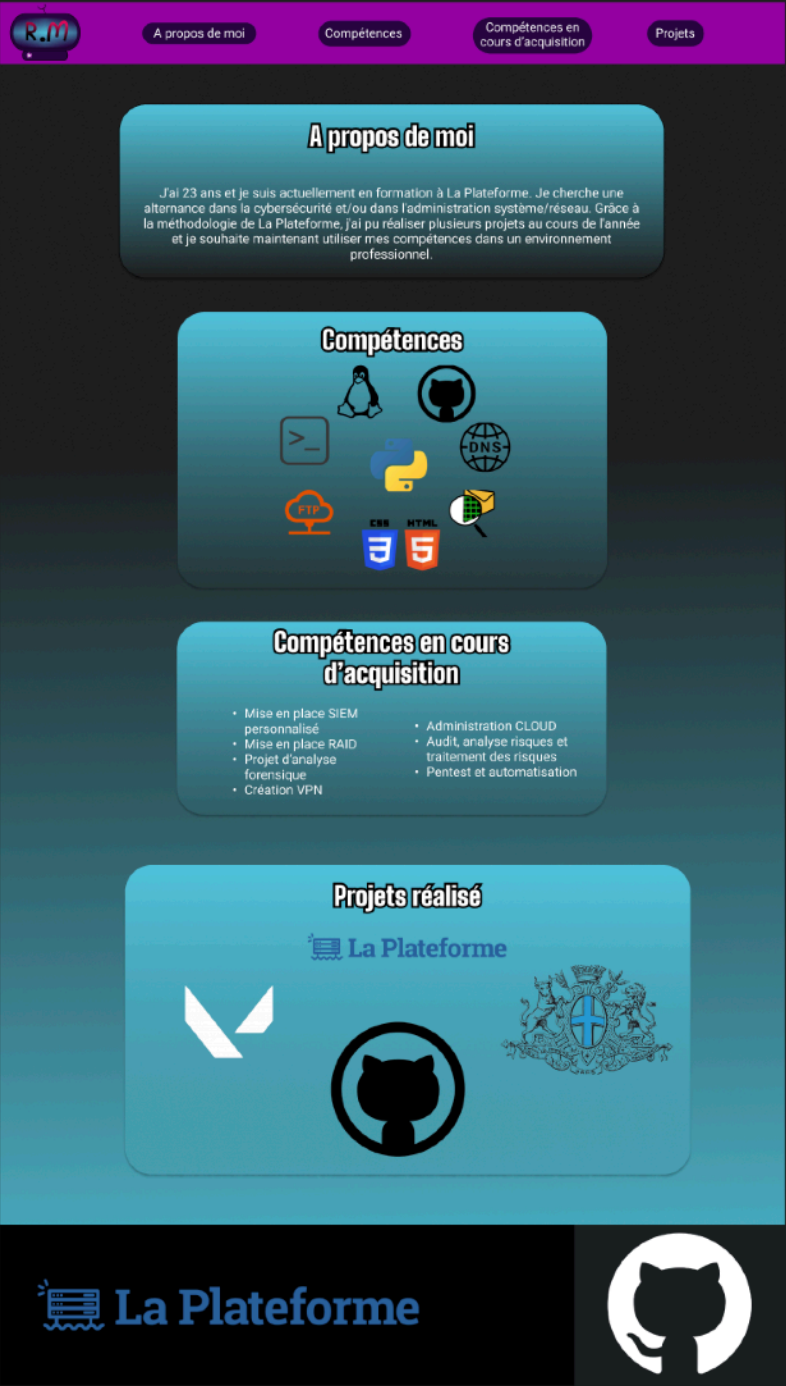 R.M
A propos de moi
Compétences
Compétences en
cours d'acquisition
Projets
A propos de moi
J'ai 23 ans et je suis actuellement en formation à La Plateforme. Je cherche une
alternance dans la cybersécurité et/ou dans l'administration système/réseau. Grâce à
la méthodologie de La Plateforme, j'ai pu réaliser plusieurs projets au cours de l'année
et je souhaite maintenant utiliser mes compétences dans un environnement
professionnel.
Compétences
>_
DNS
FTP
CSS
HTML
3
5
Compétences en cours
d'acquisition
• Mise en place SIEM
personnalisé
• Mise en place RAID
• Projet d'analyse
forensique
• Création VPN
• Administration CLOUD
• Audit, analyse risques et
traitement des risques
• Pentest et automatisation
Projets réalisé
La Plateforme
La Plateforme